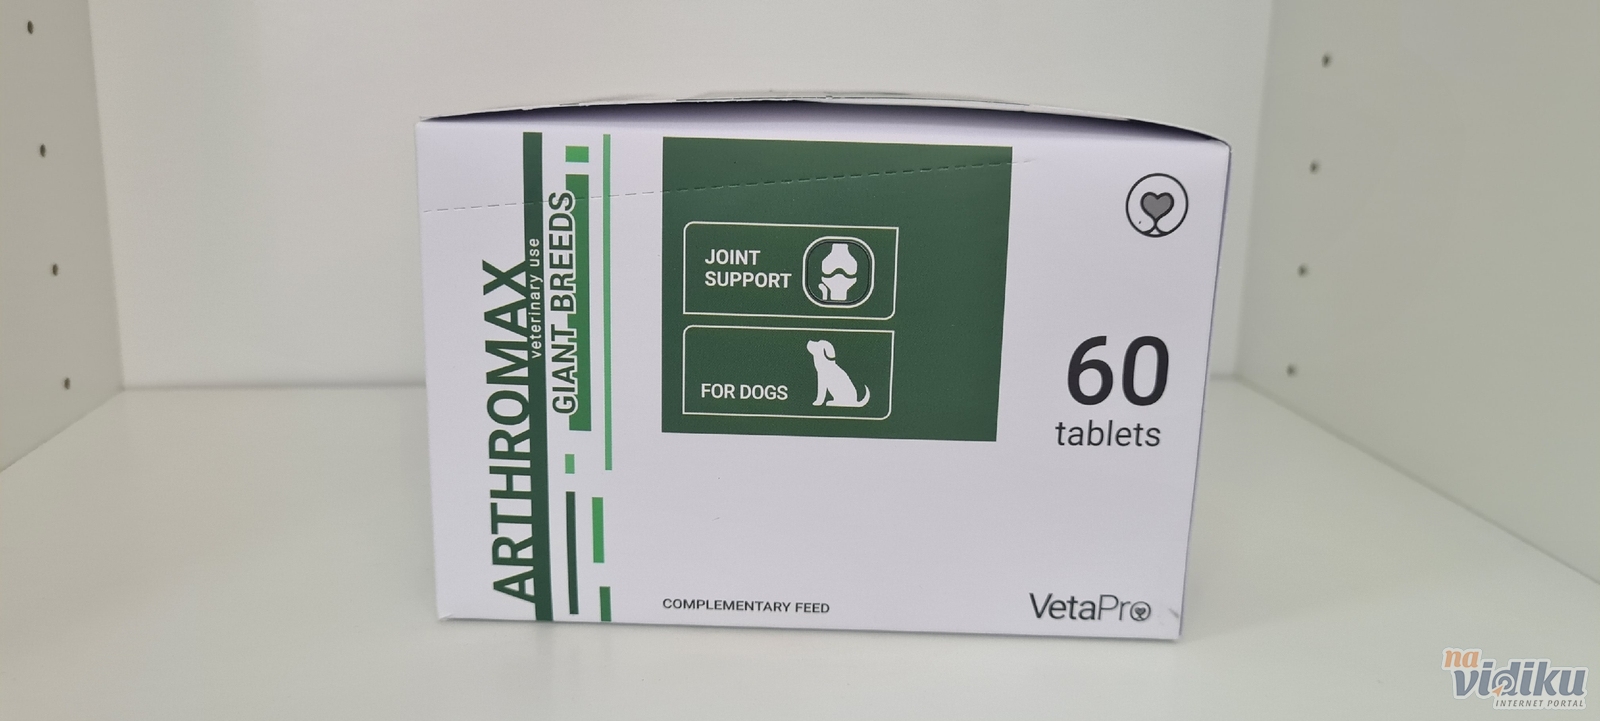 ARTHROMAX
veterinary use
GIANT BREEDS
JOINT
SUPPORT
FOR DOGS
60
tablets
COMPLEMENTARY FEED
VetaPro
na
vidiku
INTERNET PORTAL